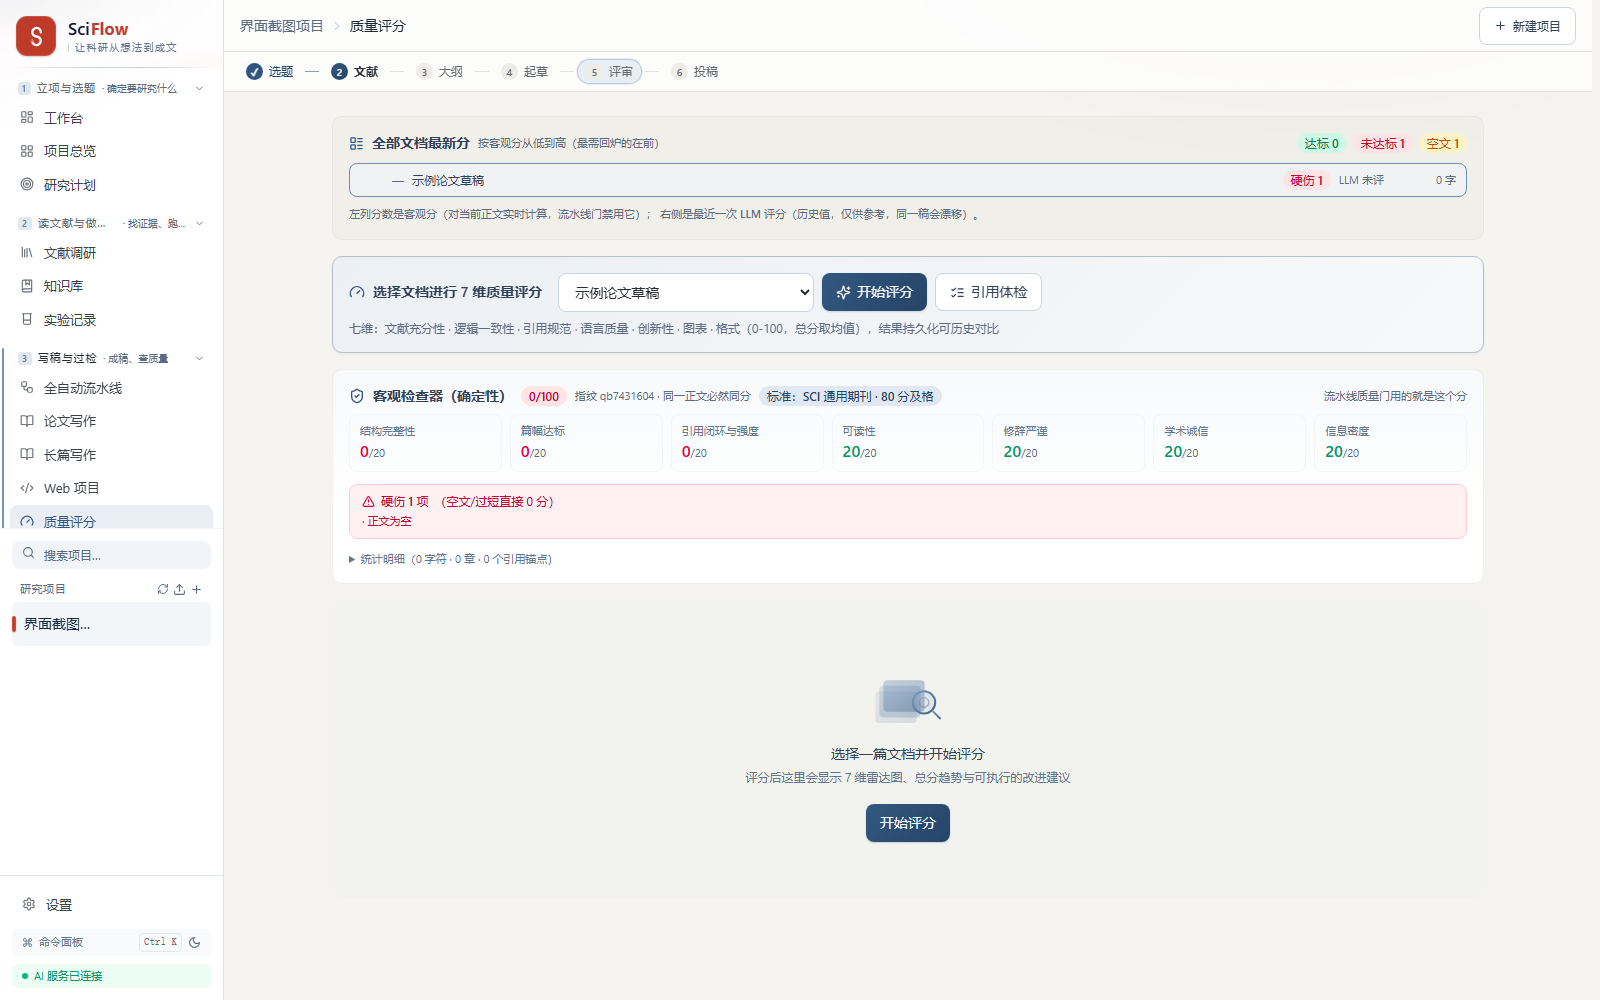 S
SciFlow
让科研从想法到成文
1 立项与选题 · 确定要研究什么
工作台
项目总览
研究计划
2 读文献与做... · 找证据、跑...
文献调研
知识库
实验记录
3 写稿与过检 · 成稿、查质量
全自动流水线
论文写作
长篇写作
Web 项目
质量评分
搜索项目...
研究项目
界面截图...
设置
命令面板 Ctrl K
AI 服务已连接
界面截图项目 质量评分
新建项目
选题 2 文献 3 大纲 4 起草 5 评审 6 投稿
全部文档最新分 按客观分从低到高（最需回炉的在前） 达标 0 未达标 1 空文 1
— 示例论文草稿 硬伤 1 LLM 未评 0 字
左列分数是客观分（对当前正文实时计算，流水线门禁用它）； 右侧是最近一次 LLM 评分（历史值，仅供参考，同一稿会漂移）。
选择文档进行 7 维质量评分 示例论文草稿 开始评分 引用体检
七维：文献充分性 · 逻辑一致性 · 引用规范 · 语言质量 · 创新性 · 图表 · 格式（0-100，总分取均值），结果持久化可历史对比
客观检查器（确定性） 0/100 指纹 qb7431604 · 同一正文必然同分 标准：SCI 通用期刊 · 80 分及格 流水线质量门用的就是这个分
结构完整性 篇幅达标 引用闭环与强度 可读性 修辞严谨 学术诚信 信息密度
0/20 0/20 0/20 20/20 20/20 20/20 20/20
硬伤 1 项 （空文/过短直接 0 分）
· 正文为空
统计明细（0 字符 · 0 章 · 0 个引用锚点）
选择一篇文档并开始评分
评分后这里会显示 7 维雷达图、总分趋势与可执行的改进建议
开始评分